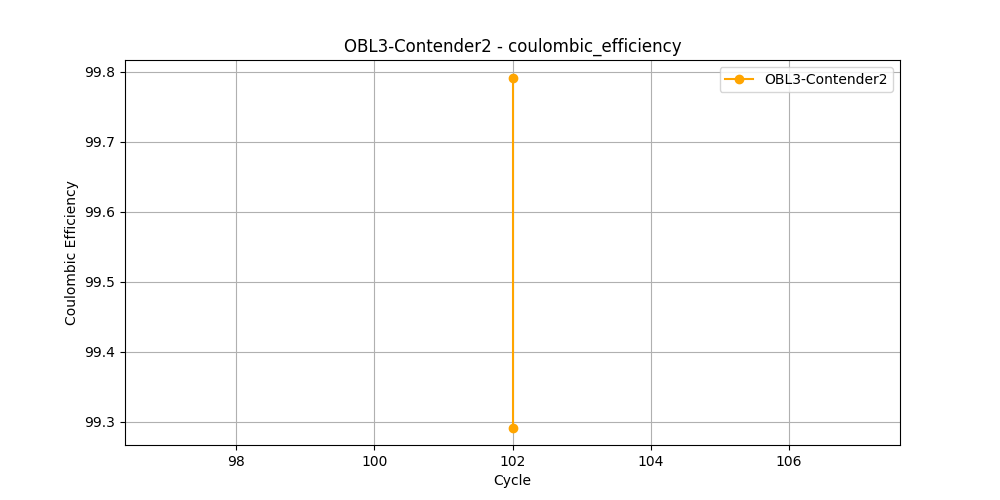 OBL3-Contender2 - coulombic_efficiency
OBL3-Contender2
Coulombic Efficiency
99.8
99.7
99.6
99.5
99.4
99.3
98 100 102 104 106
Cycle